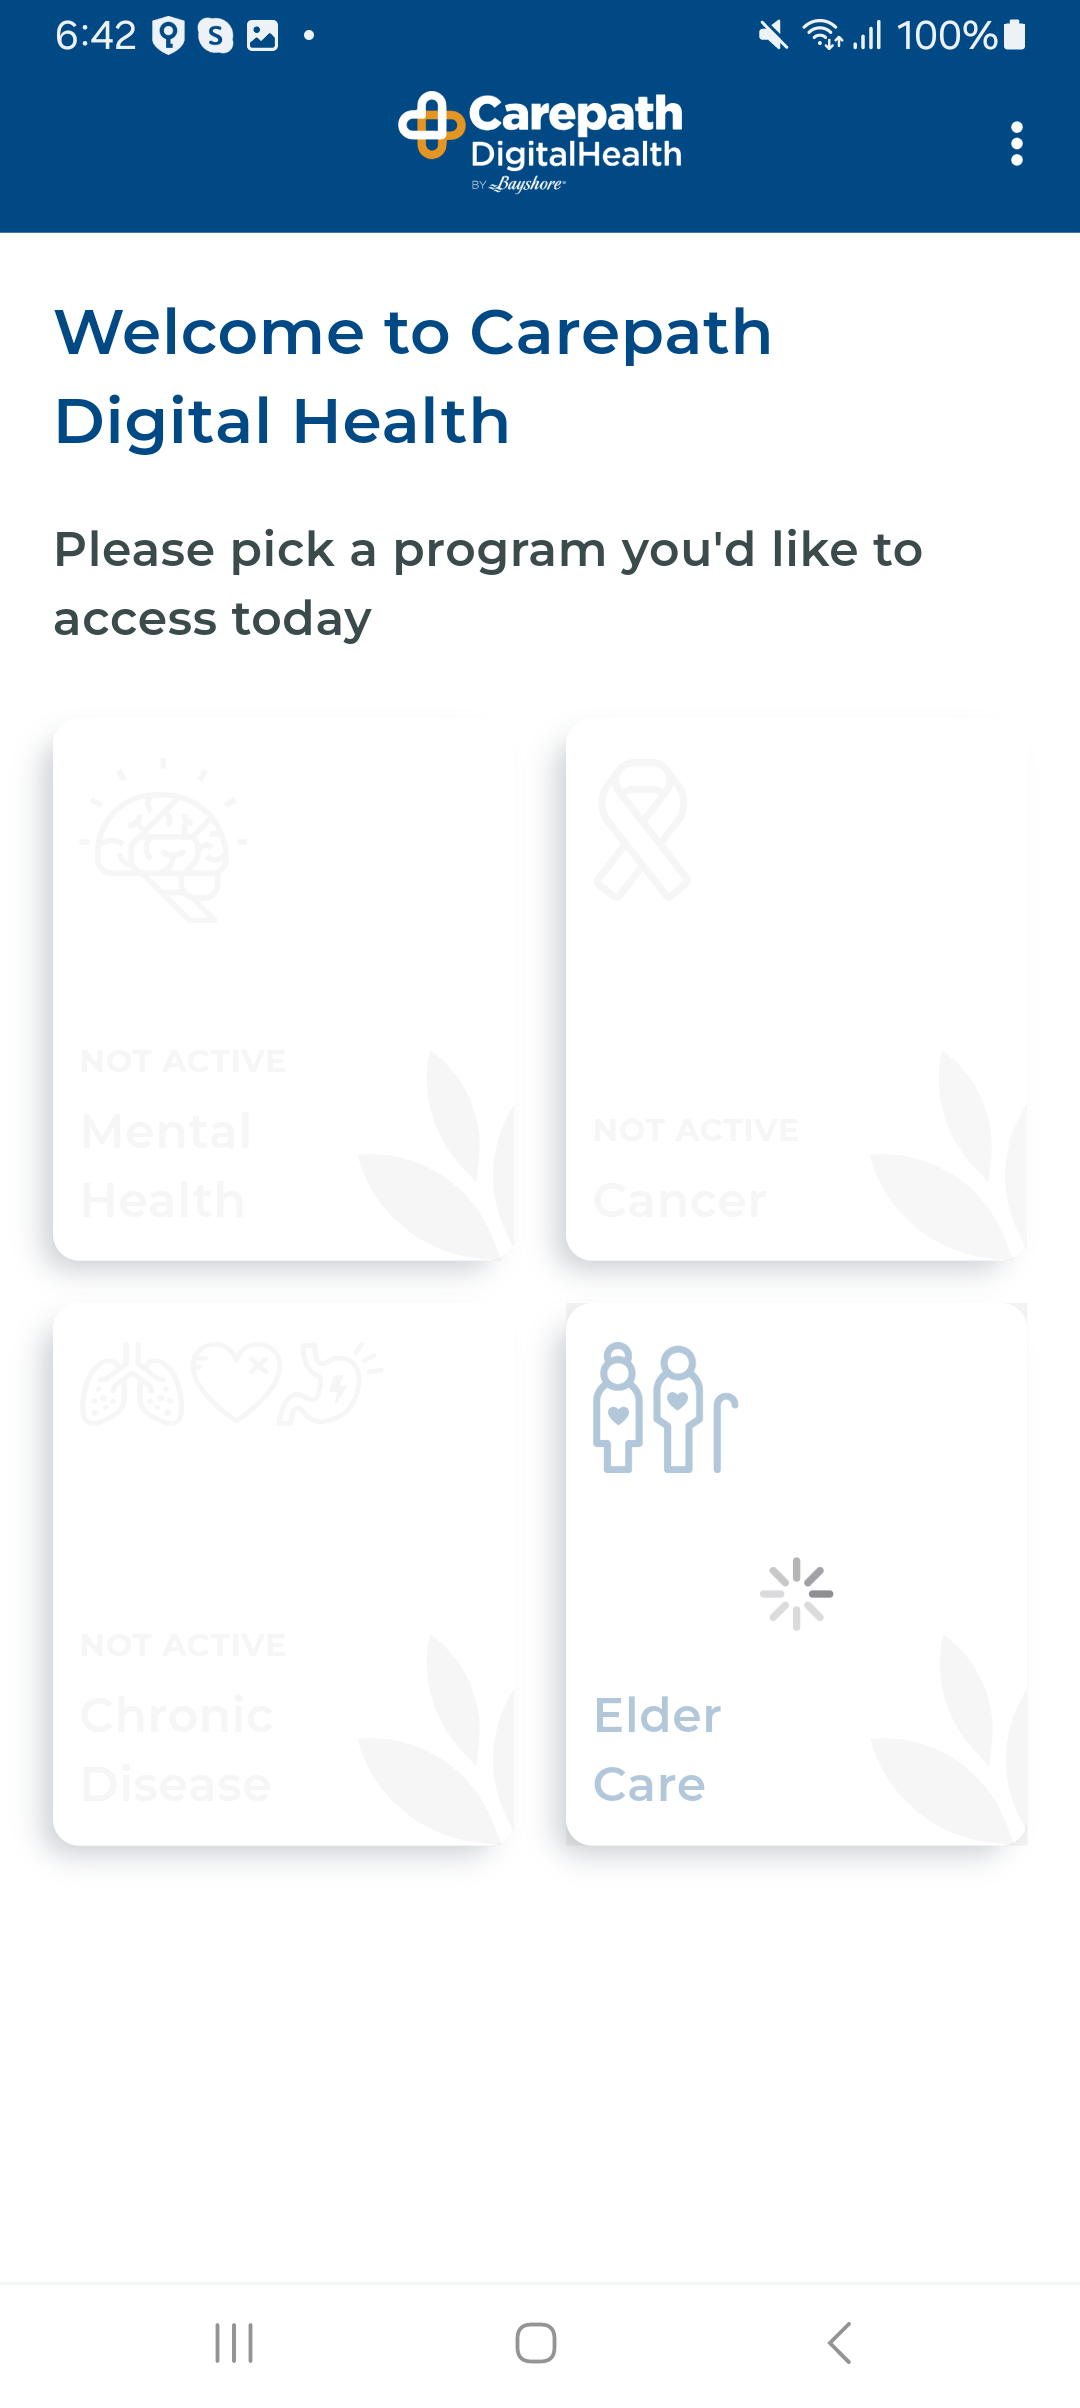 6:42
100%
Carepath
DigitalHealth
BY Bayshore
Welcome to Carepath
Digital Health
Please pick a program you'd like to
access today
NOT ACTIVE
Mental
Health
NOT ACTIVE
Cancer
NOT ACTIVE
Chronic
Disease
Elder
Care